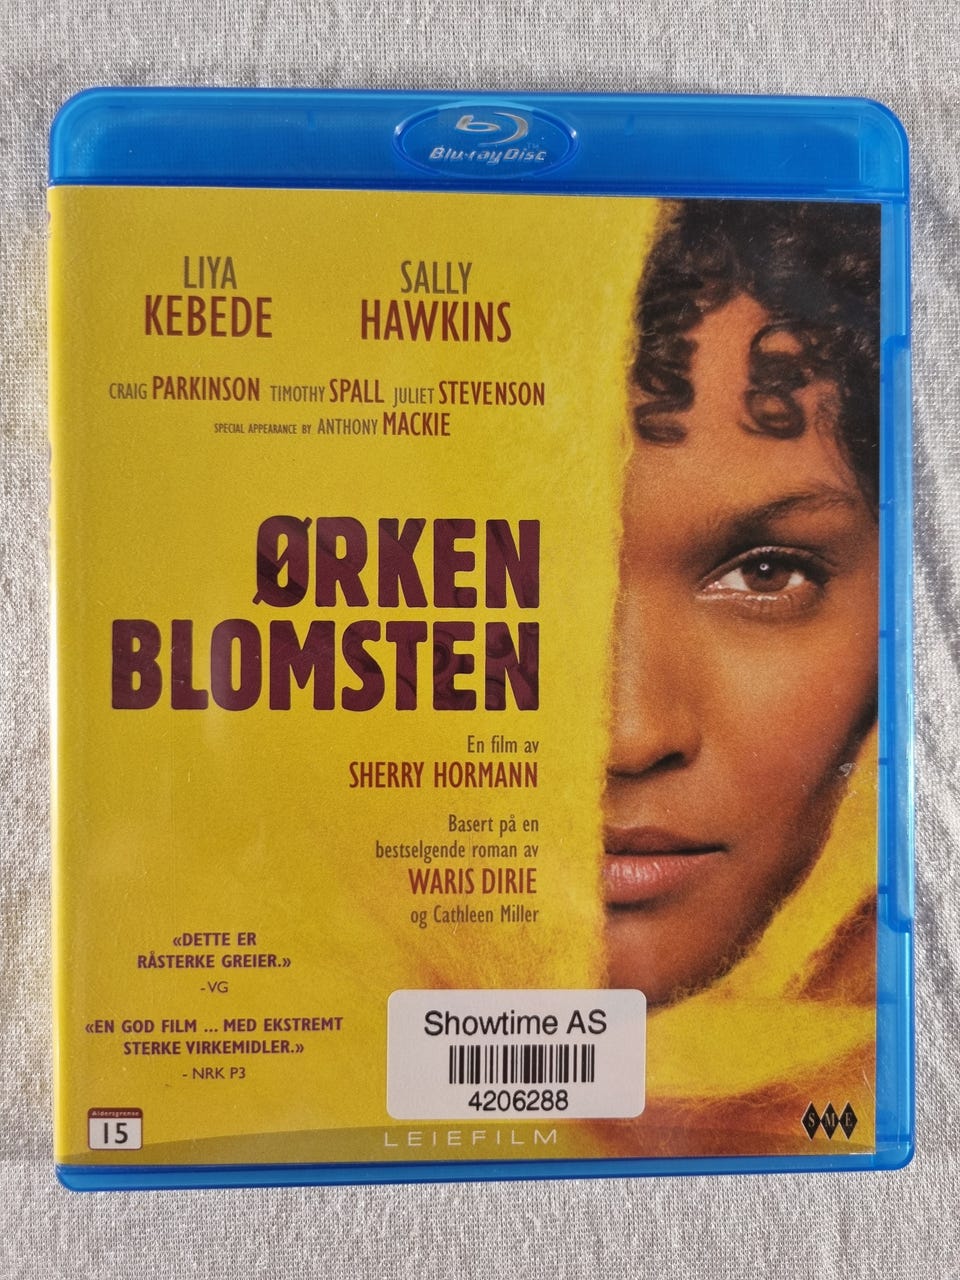 Blu-ray Disc
LIYA
KEBEDE
SALLY
HAWKINS
CRAIG PARKINSON TIMOTHY SPALL JULIET STEVENSON
SPECIAL APPEARANCE BY ANTHONY MACKIE
ØRKEN
BLOMSTEN
En film av
SHERRY HORMANN
Basert på en
bestselgende roman av
WARIS DIRIE
og Cathleen Miller
«DETTE ER
RÅSTERKE GREIER.»
-VG
«EN GOD FILM ... MED EKSTREMT
STERKE VIRKEMIDLER.»
- NRK P3
Showtime AS
4206288
Aldersgrense
15
LEIEFILM
SME